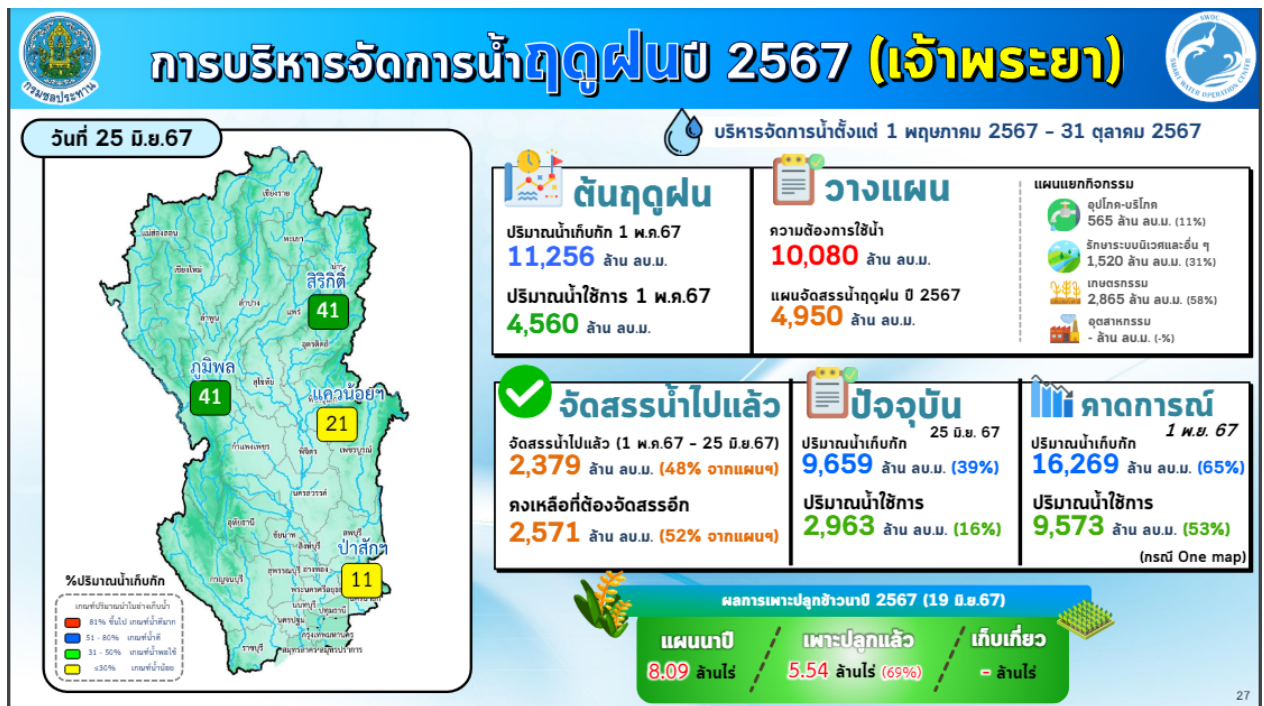 การบริหารจัดการน้ำฤดูฝนปี 2567 (เจ้าพระยา)
กรมชลประทาน
SWOC
SMART WATER OPERATION CENTER
วันที่ 25 มิ.ย.67
บริหารจัดการน้ำตั้งแต่ 1 พฤษภาคม 2567 - 31 ตุลาคม 2567
เชียงราย
แม่ฮ่องสอน
พะเยา
เชียงใหม่
น่าน
สิริกิติ์
41
ลำปาง
ลำพูน
แพร่
อุตรดิตถ์
ภูมิพล
41
สุโขทัย
แควน้อยฯ
21
กำแพงเพชร
พิจิตร
เพชรบูรณ์
นครสวรรค์
อุทัยธานี
ชัยนาท
ลพบุรี
สิงห์บุรี
ป่าสักฯ
11
กาญจนบุรี
สุพรรณบุรี
อ่างทอง
นนทบุรี
ปทุมธานี
นครปฐม
กรุงเทพมหานคร
ราชบุรี
สมุทรสาคร
สมุทรปราการ
%ปริมาณน้ำเก็บกัก
เกณฑ์ปริมาณน้ำในอ่างเก็บน้ำ
81% ขึ้นไป เกณฑ์น้ำดีมาก
51 - 80% เกณฑ์น้ำดี
31 - 50% เกณฑ์น้ำพอใช้
≤30% เกณฑ์น้ำน้อย
ต้นฤดูฝน
ปริมาณน้ำเก็บกัก 1 พ.ค.67
11,256 ล้าน ลบ.ม.
ปริมาณน้ำใช้การ 1 พ.ค.67
4,560 ล้าน ลบ.ม.
วางแผน
ความต้องการใช้น้ำ
10,080 ล้าน ลบ.ม.
แผนจัดสรรน้ำฤดูฝน ปี 2567
4,950 ล้าน ลบ.ม.
แผนแยกกิจกรรม
อุปโภค-บริโภค
565 ล้าน ลบ.ม. (11%)
รักษาระบบนิเวศและอื่น ๆ
1,520 ล้าน ลบ.ม. (31%)
เกษตรกรรม
2,865 ล้าน ลบ.ม. (58%)
อุตสาหกรรม
- ล้าน ลบ.ม. (-%)
จัดสรรน้ำไปแล้ว
จัดสรรน้ำไปแล้ว (1 พ.ค.67 - 25 มิ.ย.67)
2,379 ล้าน ลบ.ม. (48% จากแผนฯ)
คงเหลือที่ต้องจัดสรรอีก
2,571 ล้าน ลบ.ม. (52% จากแผนฯ)
ปัจจุบัน
25 มิ.ย. 67
ปริมาณน้ำเก็บกัก
9,659 ล้าน ลบ.ม. (39%)
ปริมาณน้ำใช้การ
2,963 ล้าน ลบ.ม. (16%)
คาดการณ์
1 พ.ย. 67
ปริมาณน้ำเก็บกัก
16,269 ล้าน ลบ.ม. (65%)
ปริมาณน้ำใช้การ
9,573 ล้าน ลบ.ม. (53%)
(กรณี One map)
ผลการเพาะปลูกข้าวนาปี 2567 (19 มิ.ย.67)
แผนนาปี
8.09 ล้านไร่
เพาะปลูกแล้ว
5.54 ล้านไร่ (69%)
เก็บเกี่ยว
- ล้านไร่
27